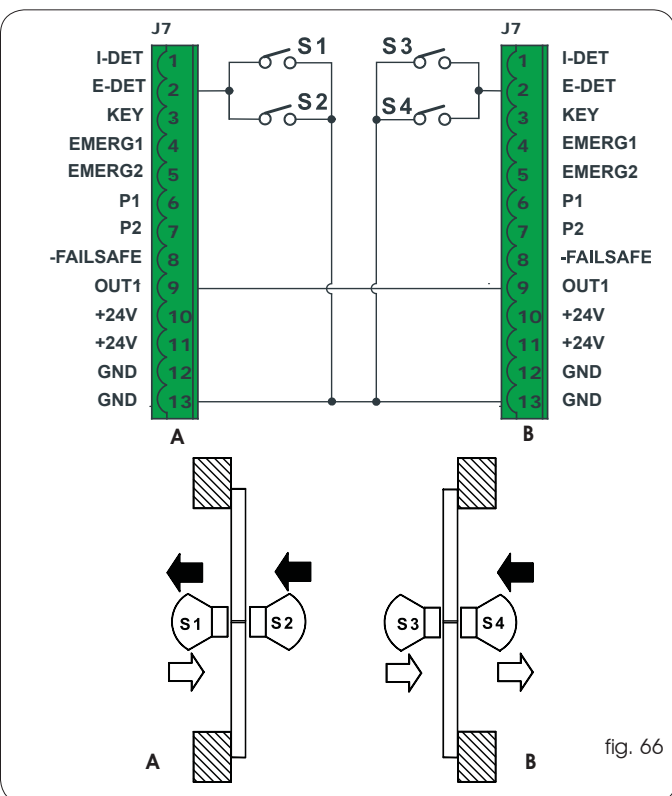 J7 J7
I-DET 1 S1 S3 1 I-DET
E-DET 2 2 E-DET
KEY 3 S2 S4 3 KEY
EMERG1 4 4 EMERG1
EMERG2 5 5 EMERG2
P1 6 6 P1
P2 7 7 P2
-FAILSAFE 8 8 -FAILSAFE
OUT1 9 9 OUT1
+24V 10 10 +24V
+24V 11 11 +24V
GND 12 12 GND
GND 13 13 GND
A B
S1 S2 S3 S4
A B
fig. 66